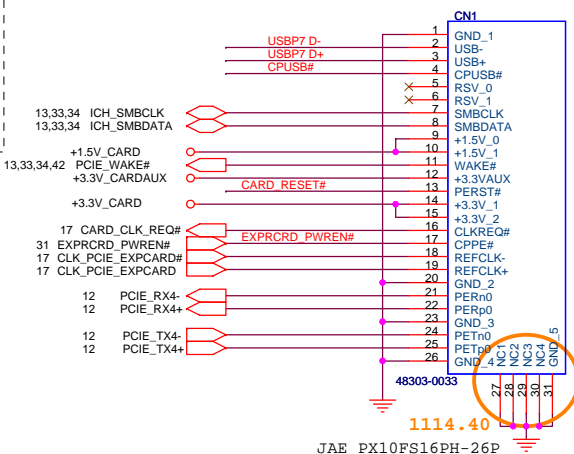 CN1
1 GND_1
USBP7 D- 2 USB-
USBP7 D+ 3 USB+
CPUSB# 4 CPUSB#
5 RSV_0
6 RSV_1
13,33,34 ICH_SMBCLK 7 SMBCLK
13,33,34 ICH_SMBDATA 8 SMBDATA
9 +1.5V_0
+1.5V_CARD 10 +1.5V_1
13,33,34,42 PCIE_WAKE# 11 WAKE#
+3.3V_CARDAUX 12 +3.3VAUX
CARD_RESET# 13 PERST#
+3.3V_CARD 14 +3.3V_1
15 +3.3V_2
17 CARD_CLK_REQ# 16 CLKREQ#
31 EXPRCRD_PWREN# EXPRCRD_PWREN# 17 CPPE#
17 CLK_PCIE_EXPCARD# 18 REFCLK-
17 CLK_PCIE_EXPCARD 19 REFCLK+
20 GND_2
12 PCIE_RX4- 21 PERn0
12 PCIE_RX4+ 22 PERp0
23 GND_3
12 PCIE_TX4- 24 PETn0
12 PCIE_TX4+ 25 PETp0
26 GND_4
NC1 NC2 NC3 NC4 GND_5
48303-0033
27 28 29 30 31
1114.40
JAE PX10FS16PH-26P